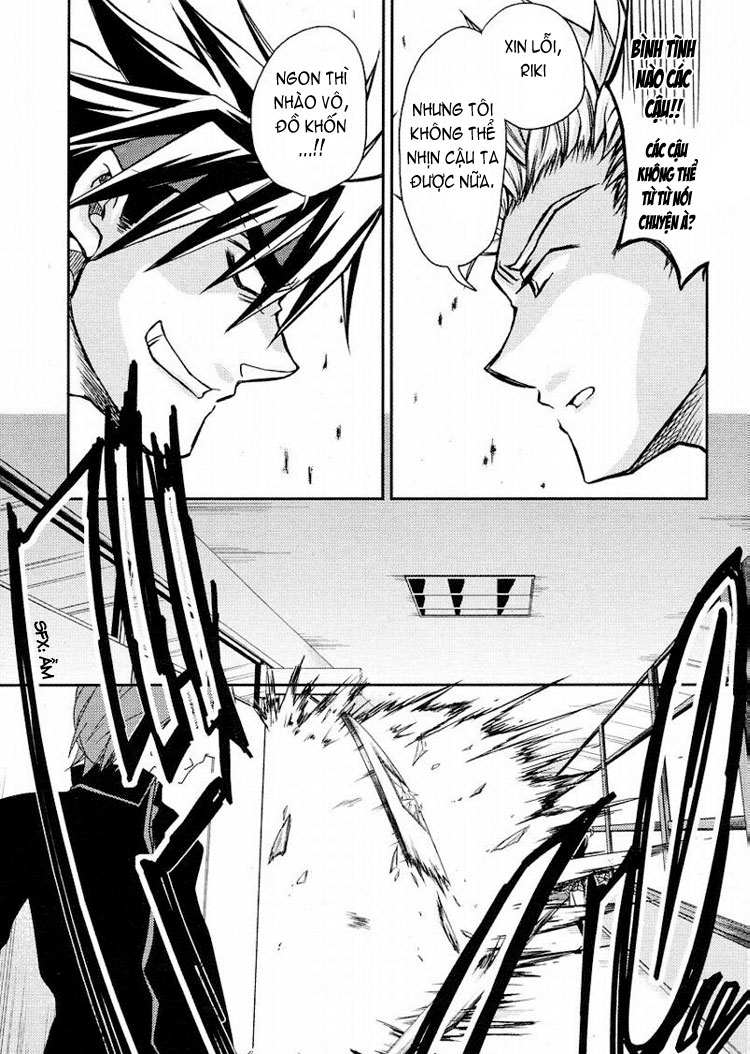 BÌNH TĨNH
NÀO CÁC
CẬU!!
CÁC CẬU
KHÔNG THỂ
TỪ TỪ NÓI
CHUYỆN À?
XIN LỖI,
RIKI
NHƯNG TÔI
KHÔNG THỂ
NHỊN CẬU TA
ĐƯỢC NỮA.
NGON THÌ
NHÀO VÔ,
ĐỒ KHỐN
...!!
SFX: ẦM